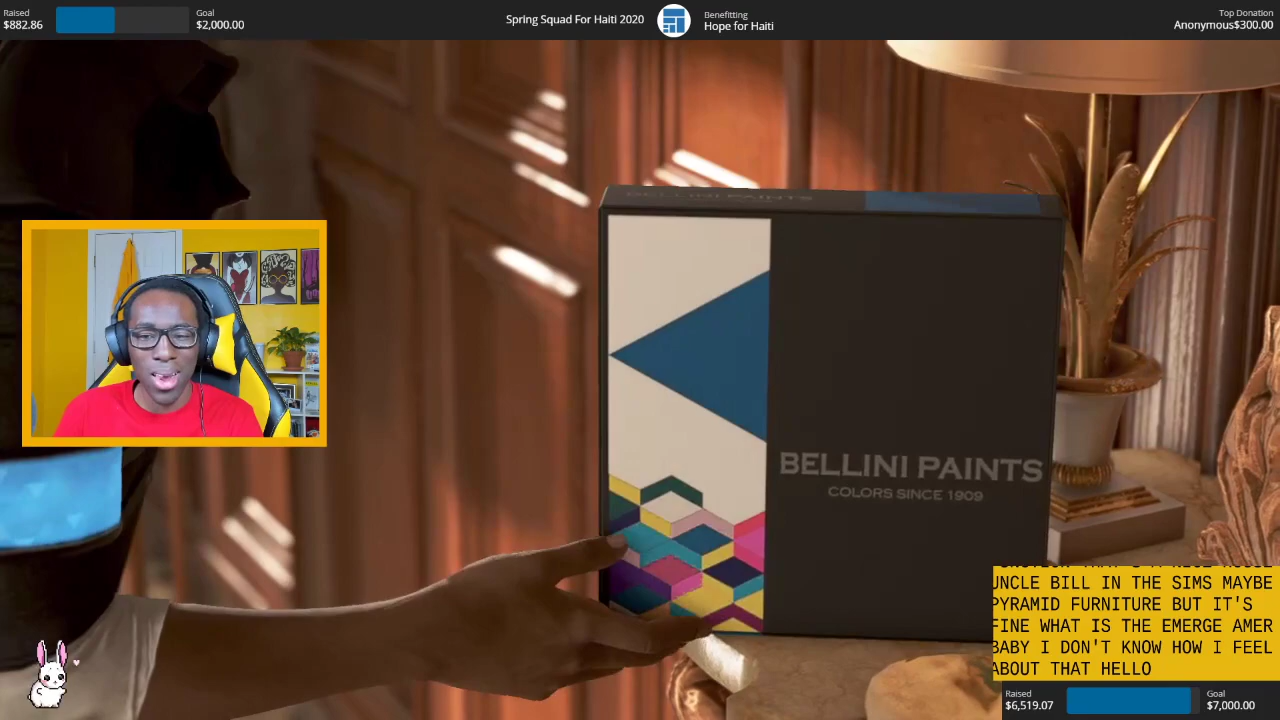 Raised
$882.86
Goal
$2,000.00
Spring Squad For Haiti 2020
Benefitting
Hope for Haiti
Top Donation
Anonymous$300.00
BELLINI PAINTS
BELLINI PAINTS
COLORS SINCE 1909
UNCLE BILL IN THE SIMS MAYBE
PYRAMID FURNITURE BUT IT'S
FINE WHAT IS THE EMERGE AMER
BABY I DON'T KNOW HOW I FEEL
ABOUT THAT HELLO
Raised
$6,519.07
Goal
$7,000.00